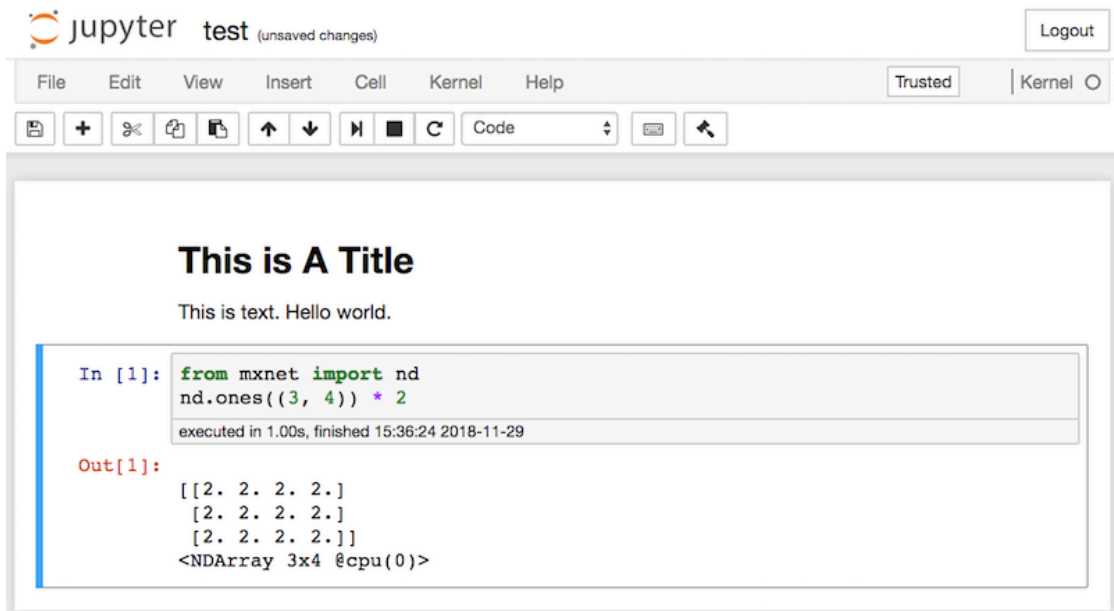 jupyter test (unsaved changes) Logout
File Edit View Insert Cell Kernel Help Trusted Kernel
Code
This is A Title
This is text. Hello world.
In [1]: from mxnet import nd
nd.ones((3, 4)) * 2
executed in 1.00s, finished 15:36:24 2018-11-29
Out[1]:
[[2. 2. 2. 2.]
[2. 2. 2. 2.]
[2. 2. 2. 2.]]
<NDArray 3x4 @cpu(0)>